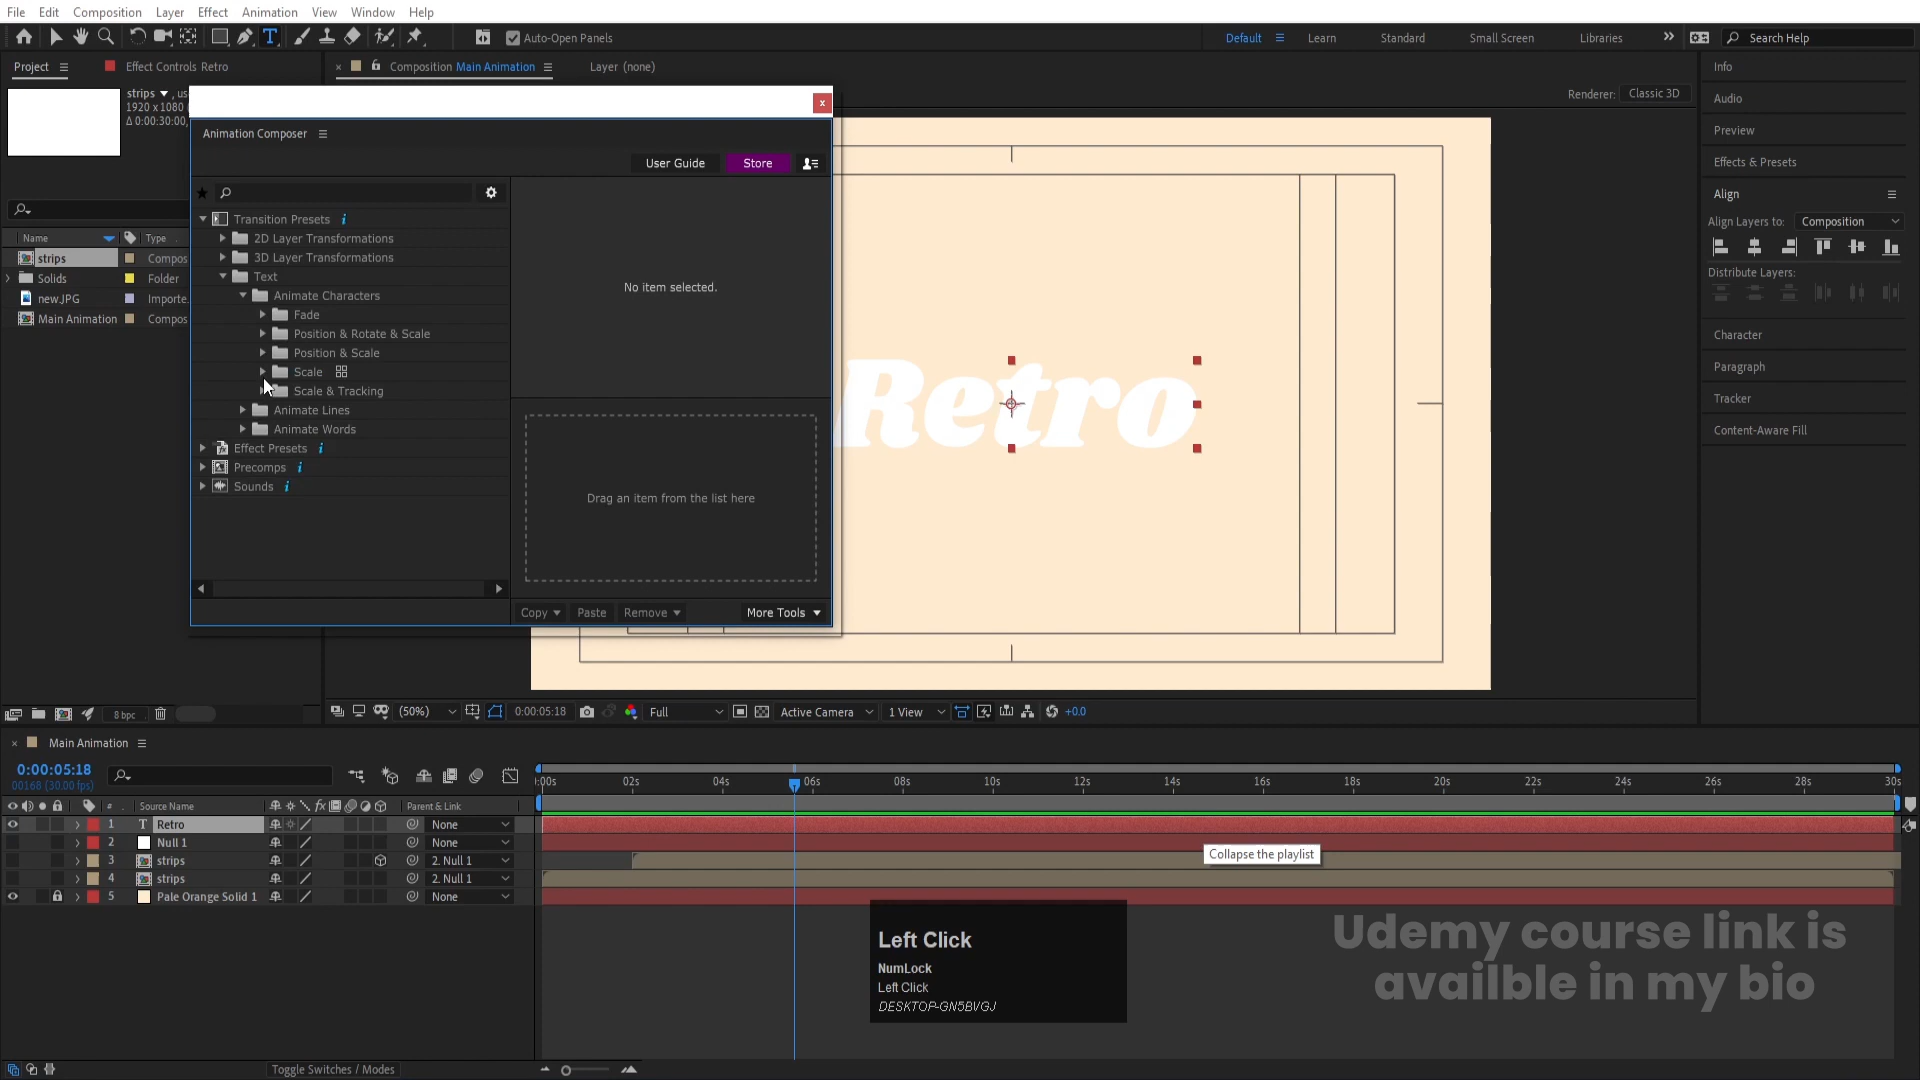 File Edit Composition Layer Effect Animation View Window Help
Auto-Open Panels
Default Learn Standard Small Screen Libraries Search Help
Project Effect Controls Retro
Composition Main Animation Layer (none)
Info
strips , us
1920 x 1080
Δ 0:00:30:00,
Renderer: Classic 3D
Audio
Animation Composer
Preview
User Guide Store
Effects & Presets
Align
Transition Presets
Align Layers to: Composition
Name Type
2D Layer Transformations
strips Compos
3D Layer Transformations
Solids Folder
Text
Distribute Layers:
new.JPG Importe
Animate Characters
No item selected.
Main Animation Compos
Fade
Position & Rotate & Scale
Character
Position & Scale
Paragraph
Scale
Scale & Tracking
Retro
Tracker
Animate Lines
Animate Words
Content-Aware Fill
Effect Presets
Precomps
Sounds
Drag an item from the list here
Copy Paste Remove More Tools
8 bpc
(50%) 0:00:05:18 Full Active Camera 1 View +0.0
Main Animation
0:00:05:18
00168 (30.00 fps)
:00s 02s 04s 06s 08s 10s 12s 14s 16s 18s 20s 22s 24s 26s 28s 30s
# Source Name Parent & Link
1 Retro None
2 Null 1 None
3 strips 2. Null 1
4 strips 2. Null 1
5 Pale Orange Solid 1 None
Collapse the playlist
Left Click
NumLock
Left Click
DESKTOP-GN5BVGJ
Udemy course link is
availble in my bio
Toggle Switches / Modes